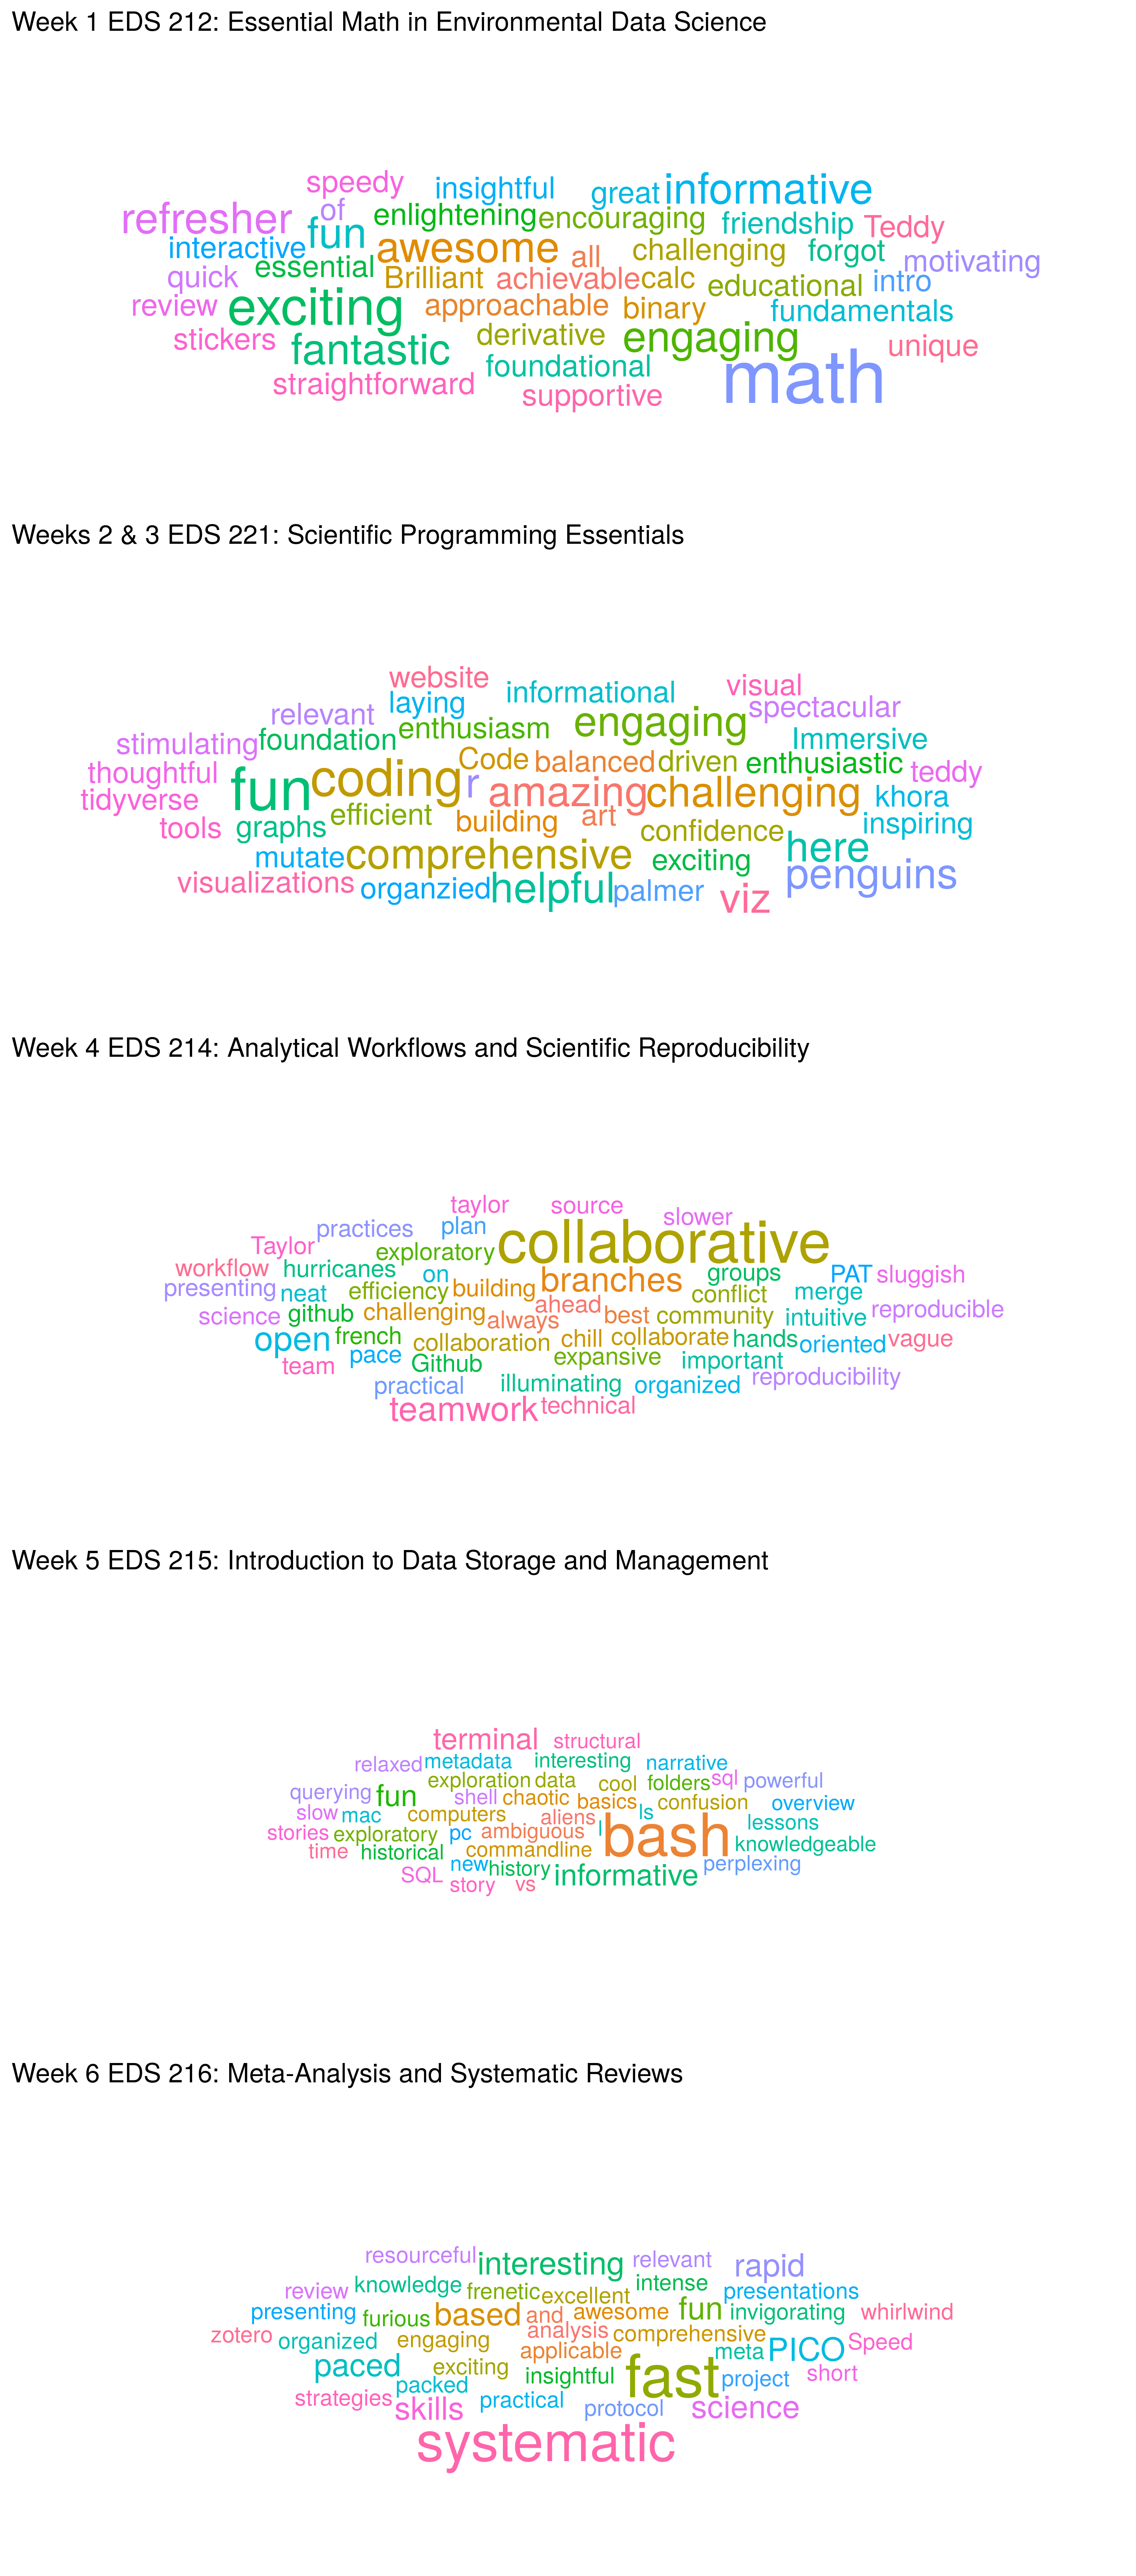 Week 1 EDS 212: Essential Math in Environmental Data Science
speedy insightful great informative
refresher of enlightening encouraging friendship Teddy
interactive fun awesome all challenging forgot motivating
quick essential Brilliant achievable calc educational intro
review exciting approachable binary fundamentals
stickers fantastic derivative engaging unique
straightforward foundational supportive math
Weeks 2 & 3 EDS 221: Scientific Programming Essentials
website informational visual
relevant laying enthusiasm engaging spectacular
stimulating foundation Code balanced driven enthusiastic Immersive teddy
thoughtful fun coding r amazing challenging khora
tidyverse efficient building art confidence inspiring
tools graphs mutate comprehensive exciting here
visualizations organzied helpful palmer viz penguins
Week 4 EDS 214: Analytical Workflows and Scientific Reproducibility
taylor source slower
practices plan collaborative
Taylor exploratory
workflow hurricanes on branches groups PAT sluggish
presenting neat efficiency building ahead conflict merge
science github challenging always best community intuitive reproducible
open french collaboration chill collaborate hands oriented vague
team pace Github expansive important
practical illuminating organized reproducibility
teamwork technical
Week 5 EDS 215: Introduction to Data Storage and Management
terminal structural
relaxed metadata interesting narrative
querying fun exploration data cool folders sql powerful
shell chaotic basics ls confusion overview
slow mac computers aliens l bash lessons
stories exploratory pc ambiguous knowledgeable
time historical commandline
SQL new history informative perplexing
story vs
Week 6 EDS 216: Meta-Analysis and Systematic Reviews
resourceful interesting relevant rapid
review knowledge frenetic excellent intense presentations
presenting furious based and awesome fun invigorating whirlwind
zotero organized engaging analysis comprehensive Speed
applicable meta PICO
paced exciting insightful fast project short
strategies packed practical
skills protocol science
systematic